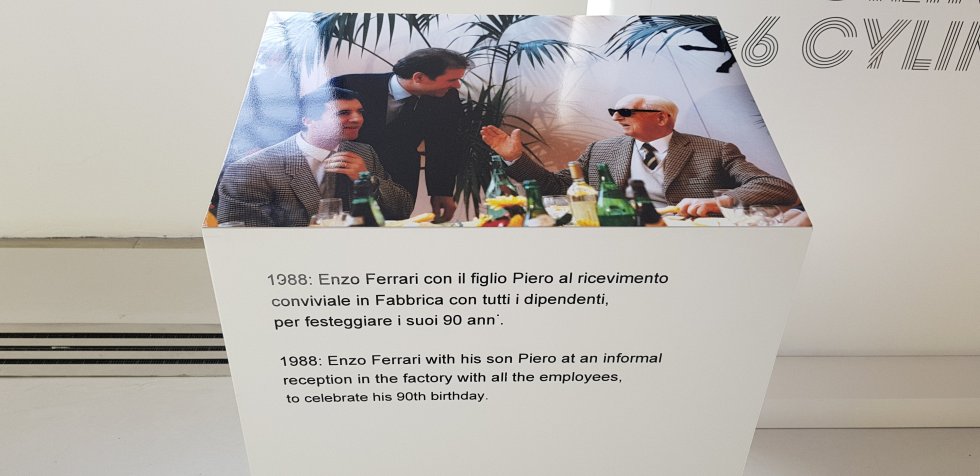 6 CYLIN
1988: Enzo Ferrari con il figlio Piero al ricevimento
conviviale in Fabbrica con tutti i dipendenti,
per festeggiare i suoi 90 ann˙.
1988: Enzo Ferrari with his son Piero at an informal
reception in the factory with all the employees,
to celebrate his 90th birthday.